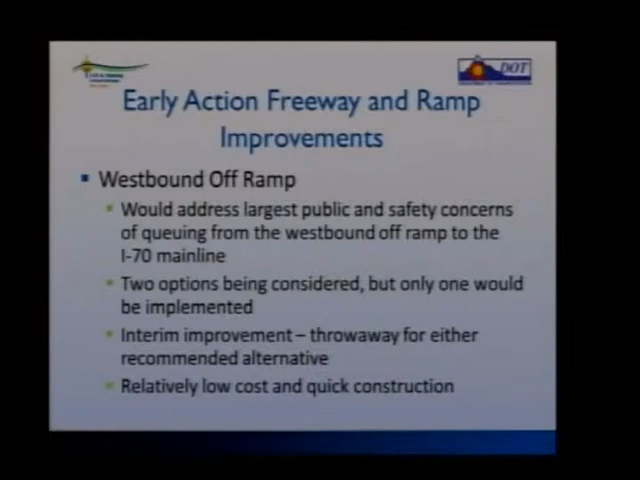 DOT
Early Action Freeway and Ramp
Improvements
Westbound Off Ramp
Would address largest public and safety concerns
of queuing from the westbound off ramp to the
I-70 mainline
Two options being considered, but only one would
be implemented
Interim improvement – throwaway for either
recommended alternative
Relatively low cost and quick construction